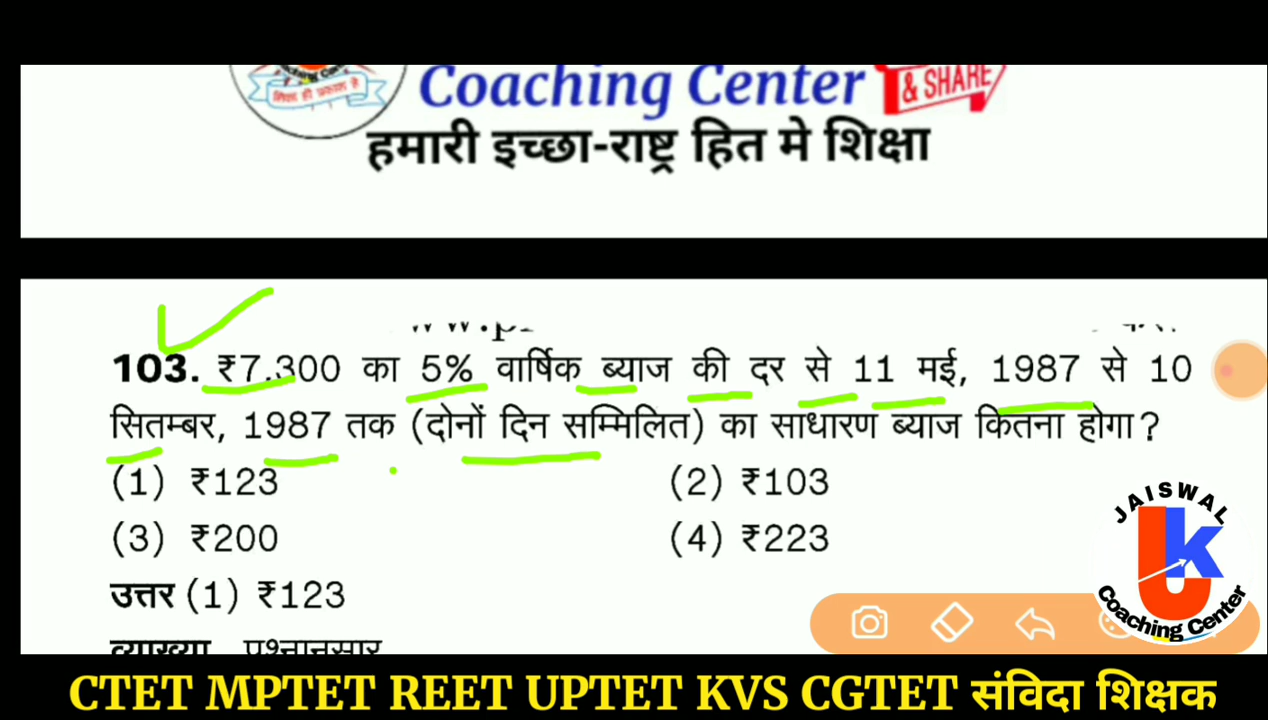 Coaching Center & SHARE
हमारी इच्छा-राष्ट्र हित मे शिक्षा
103. ₹7,300 का 5% वार्षिक ब्याज की दर से 11 मई, 1987 से 10
सितम्बर, 1987 तक (दोनों दिन सम्मिलित) का साधारण ब्याज कितना होगा?
(1) ₹123 (2) ₹103
(3) ₹200 (4) ₹223
उत्तर (1) ₹123
व्याख्या प्रश्नानुसार
JAISWAL
UK
Coaching Center
CTET MPTET REET UPTET KVS CGTET संविदा शिक्षक